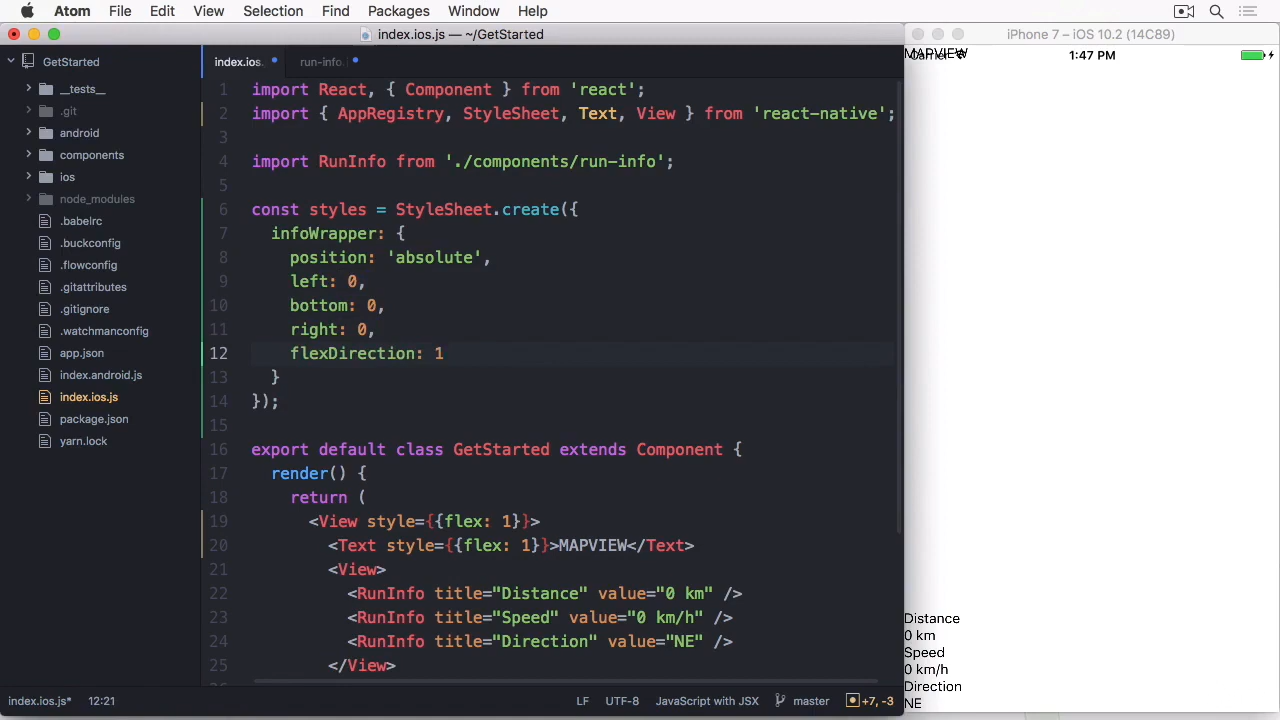 Atom File Edit View Selection Find Packages Window Help
index.ios.js — ~/GetStarted
iPhone 7 – iOS 10.2 (14C89)
GetStarted
__tests__
.git
android
components
ios
node_modules
.babelrc
.buckconfig
.flowconfig
.gitattributes
.gitignore
.watchmanconfig
app.json
index.android.js
index.ios.js
package.json
yarn.lock
index.ios. run-info.
1 import React, { Component } from 'react';
2 import { AppRegistry, StyleSheet, Text, View } from 'react-native';
3
4 import RunInfo from './components/run-info';
5
6 const styles = StyleSheet.create({
7 infoWrapper: {
8 position: 'absolute',
9 left: 0,
10 bottom: 0,
11 right: 0,
12 flexDirection: 1
13 }
14 });
15
16 export default class GetStarted extends Component {
17 render() {
18 return (
19 <View style={{flex: 1}}>
20 <Text style={{flex: 1}}>MAPVIEW</Text>
21 <View>
22 <RunInfo title="Distance" value="0 km" />
23 <RunInfo title="Speed" value="0 km/h" />
24 <RunInfo title="Direction" value="NE" />
25 </View>
index.ios.js* 12:21 LF UTF-8 JavaScript with JSX master +7, -3
MAPVIEW
Carrier 1:47 PM
Distance
0 km
Speed
0 km/h
Direction
NE